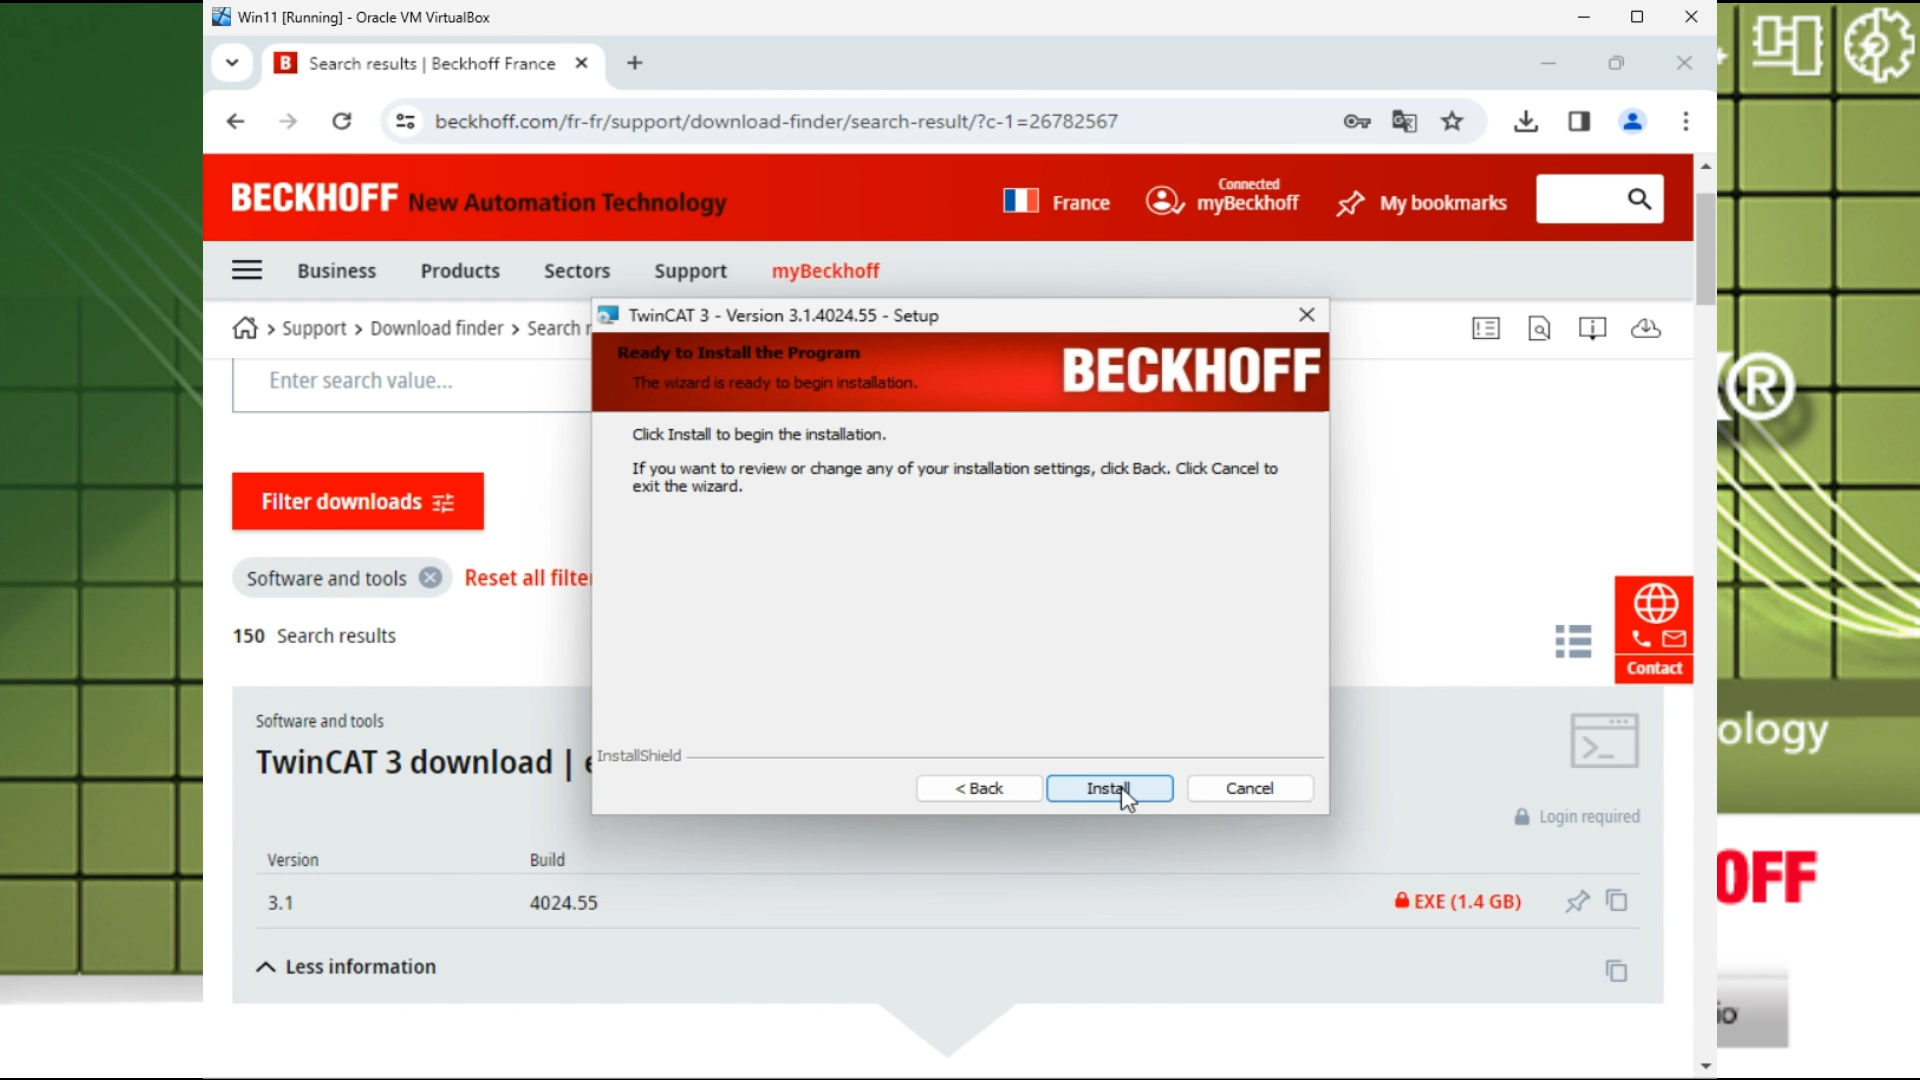 Win11 [Running] - Oracle VM VirtualBox
Search results | Beckhoff France
beckhoff.com/fr-fr/support/download-finder/search-result/?c-1=26782567
BECKHOFF New Automation Technology
France
Connected
myBeckhoff
My bookmarks
Business
Products
Sectors
Support
myBeckhoff
Support > Download finder > Search r
Enter search value...
TwinCAT 3 - Version 3.1.4024.55 - Setup
Ready to Install the Program
The wizard is ready to begin installation.
BECKHOFF
Click Install to begin the installation.
If you want to review or change any of your installation settings, click Back. Click Cancel to
exit the wizard.
InstallShield
< Back
Install
Cancel
Filter downloads
Software and tools
Reset all filte
150 Search results
Contact
Software and tools
TwinCAT 3 download | e
Login required
Version
Build
3.1
4024.55
EXE (1.4 GB)
Less information
®
ology
OFF
io